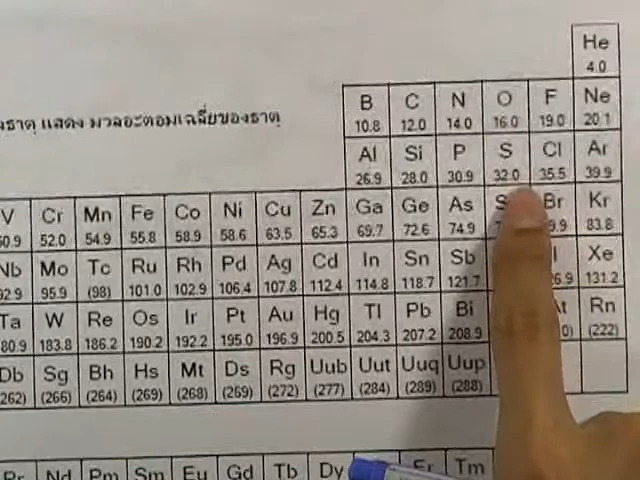 He
4.0
ธาตุ แสดง มวลอะตอมเฉลี่ยของธาตุ
B C N O F Ne
10.8 12.0 14.0 16.0 19.0 20.1
Al Si P S Cl Ar
26.9 28.0 30.9 32.0 35.5 39.9
V Cr Mn Fe Co Ni Cu Zn Ga Ge As Br Kr
52.0 54.9 55.8 58.9 58.6 63.5 65.3 69.7 72.6 74.9 83.8
Nb Mo Tc Ru Rh Pd Ag Cd In Sn Sb Xe
92.9 95.9 (98) 101.0 102.9 106.4 107.8 112.4 114.8 118.7 121.7 131.2
Ta W Re Os Ir Pt Au Hg Tl Pb Bi Rn
183.8 186.2 190.2 192.2 195.0 196.9 200.5 204.3 207.2 208.9 (222)
Db Sg Bh Hs Mt Ds Rg Uub Uut Uuq Uup
(262) (266) (264) (269) (268) (269) (272) (277) (284) (289) (288)
Pr Nd Pm Sm Eu Gd Tb Dy Er Tm